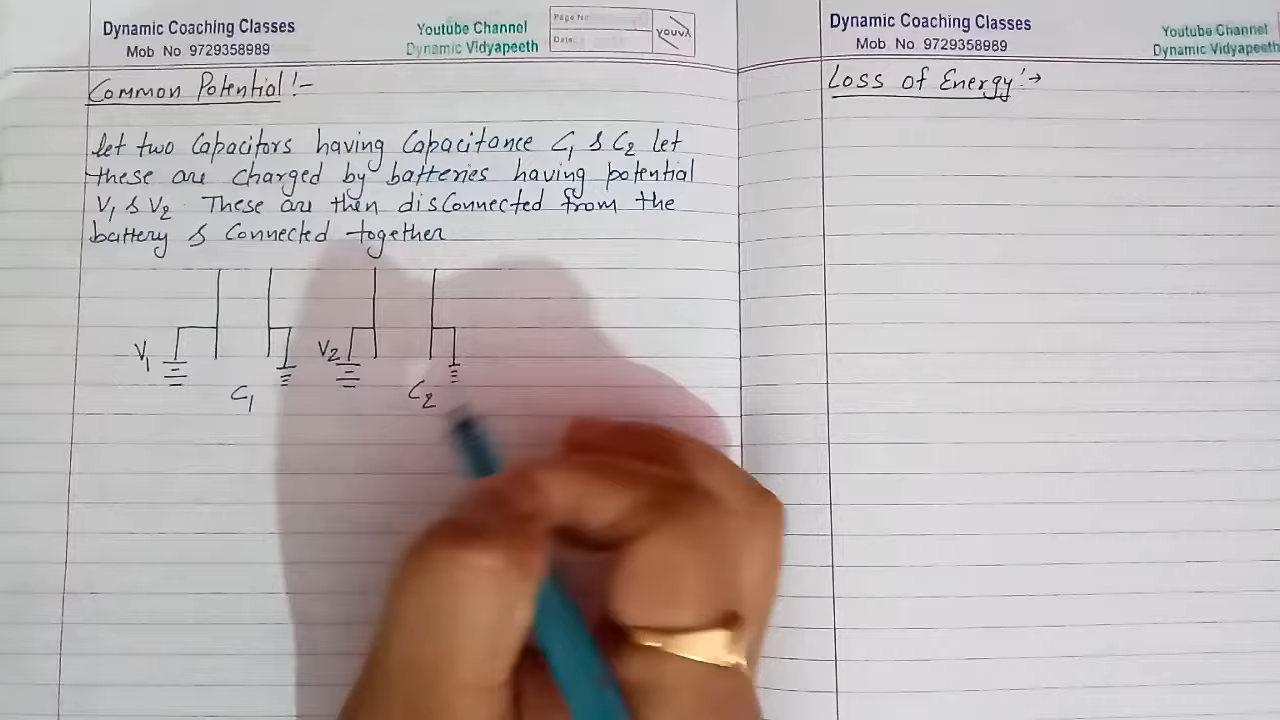 Dynamic Coaching Classes
Mob No 9729358989
Youtube Channel
Dynamic Vidyapeeth
Page No
Date
youva
Common Potential :-
let two Capacitors having Capacitance C1 & C2 let
these are charged by batteries having potential
V1 & V2 These are then disConnected from the
battery & Connected together
V1
V2
C1
C2
Dynamic Coaching Classes
Mob No 9729358989
Youtube Channel
Dynamic Vidyapeeth
Loss of Energy :→